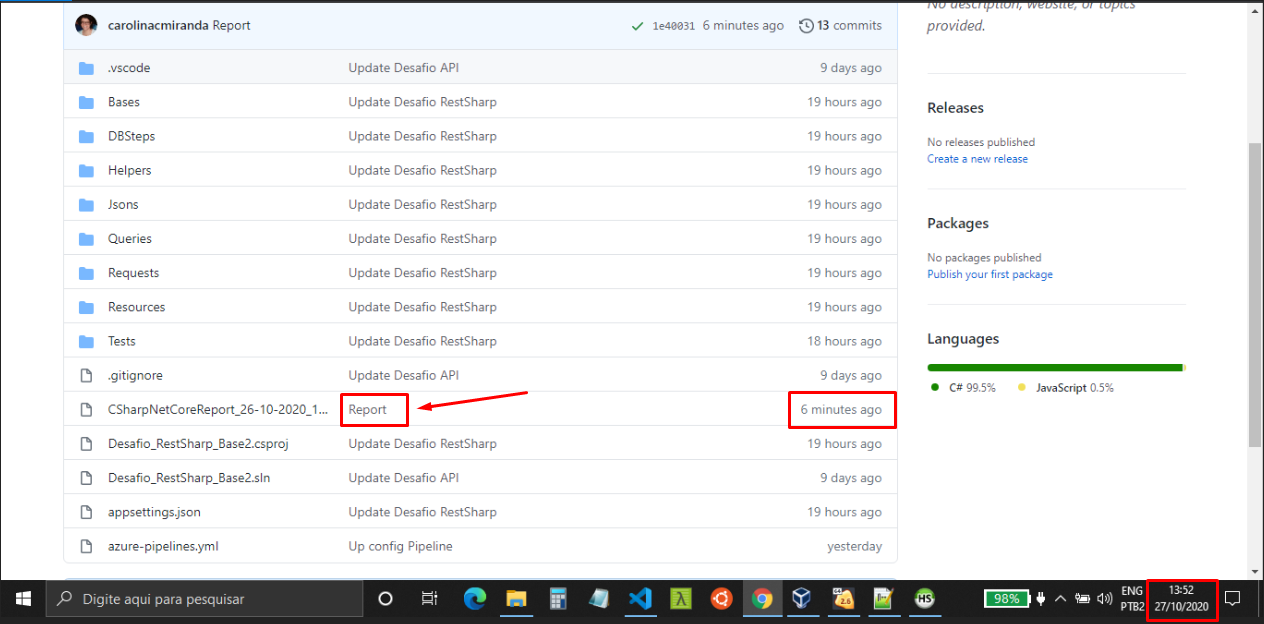 No description, website, or topics
provided.
carolinacmiranda Report 1e40031 6 minutes ago 13 commits
.vscode Update Desafio API 9 days ago
Bases Update Desafio RestSharp 19 hours ago
DBSteps Update Desafio RestSharp 19 hours ago
Helpers Update Desafio RestSharp 19 hours ago
Jsons Update Desafio RestSharp 19 hours ago
Queries Update Desafio RestSharp 19 hours ago
Requests Update Desafio RestSharp 19 hours ago
Resources Update Desafio RestSharp 19 hours ago
Tests Update Desafio RestSharp 18 hours ago
.gitignore Update Desafio API 9 days ago
CSharpNetCoreReport_26-10-2020_1... Report 6 minutes ago
Desafio_RestSharp_Base2.csproj Update Desafio RestSharp 19 hours ago
Desafio_RestSharp_Base2.sln Update Desafio API 9 days ago
appsettings.json Update Desafio RestSharp 19 hours ago
azure-pipelines.yml Up config Pipeline yesterday
Releases
No releases published
Create a new release
Packages
No packages published
Publish your first package
Languages
C# 99.5% JavaScript 0.5%
Digite aqui para pesquisar
λ
2.6
HS
98%
ENG
PTB2
13:52
27/10/2020